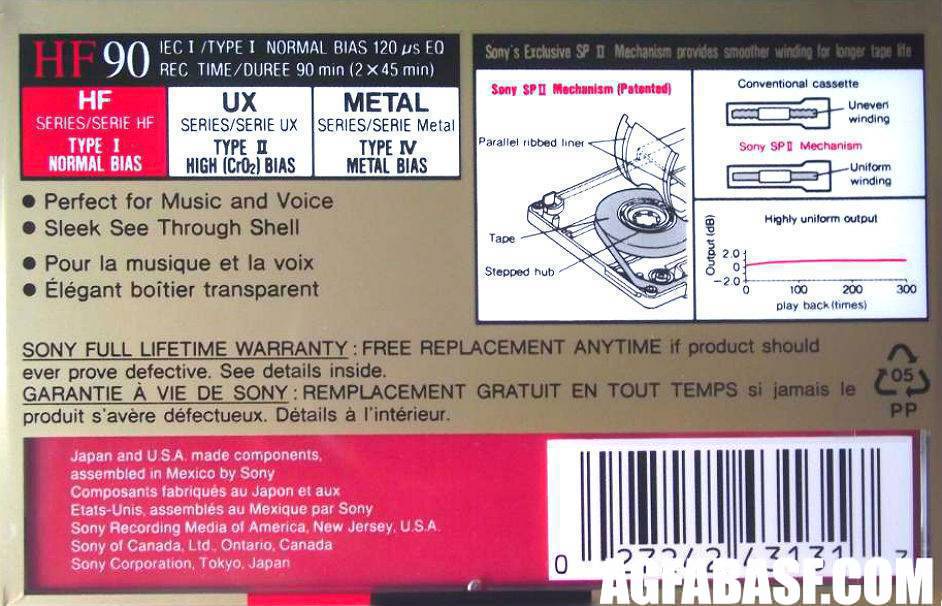 HF 90
IEC I / TYPE I NORMAL BIAS 120 µs EQ
REC TIME/DUREE 90 min (2 × 45 min)
HF
SERIES/SERIE HF
TYPE I
NORMAL BIAS
UX
SERIES/SERIE UX
TYPE II
HIGH (CrO₂) BIAS
METAL
SERIES/SERIE Metal
TYPE IV
METAL BIAS
● Perfect for Music and Voice
● Sleek See Through Shell
● Pour la musique et la voix
● Élégant boîtier transparent
Sony's Exclusive SP II Mechanism provides smoother winding for longer tape life
Sony SP II Mechanism (Patented)
Parallel ribbed liner
Tape
Stepped hub
Conventional cassette
Uneven
winding
Sony SP II Mechanism
Uniform
winding
Highly uniform output
Output (dB)
2.0
0
−2.0
0 100 200 300
play back (times)
SONY FULL LIFETIME WARRANTY : FREE REPLACEMENT ANYTIME if product should
ever prove defective. See details inside.
GARANTIE À VIE DE SONY : REMPLACEMENT GRATUIT EN TOUT TEMPS si jamais le
produit s'avère défectueux. Détails à l'intérieur.
05
PP
Japan and U.S.A. made components,
assembled in Mexico by Sony
Composants fabriqués au Japon et aux
Etats-Unis, assemblés au Mexique par Sony
Sony Recording Media of America, New Jersey, U.S.A.
Sony of Canada, Ltd., Ontario, Canada
Sony Corporation, Tokyo, Japan
AGFABASF.COM